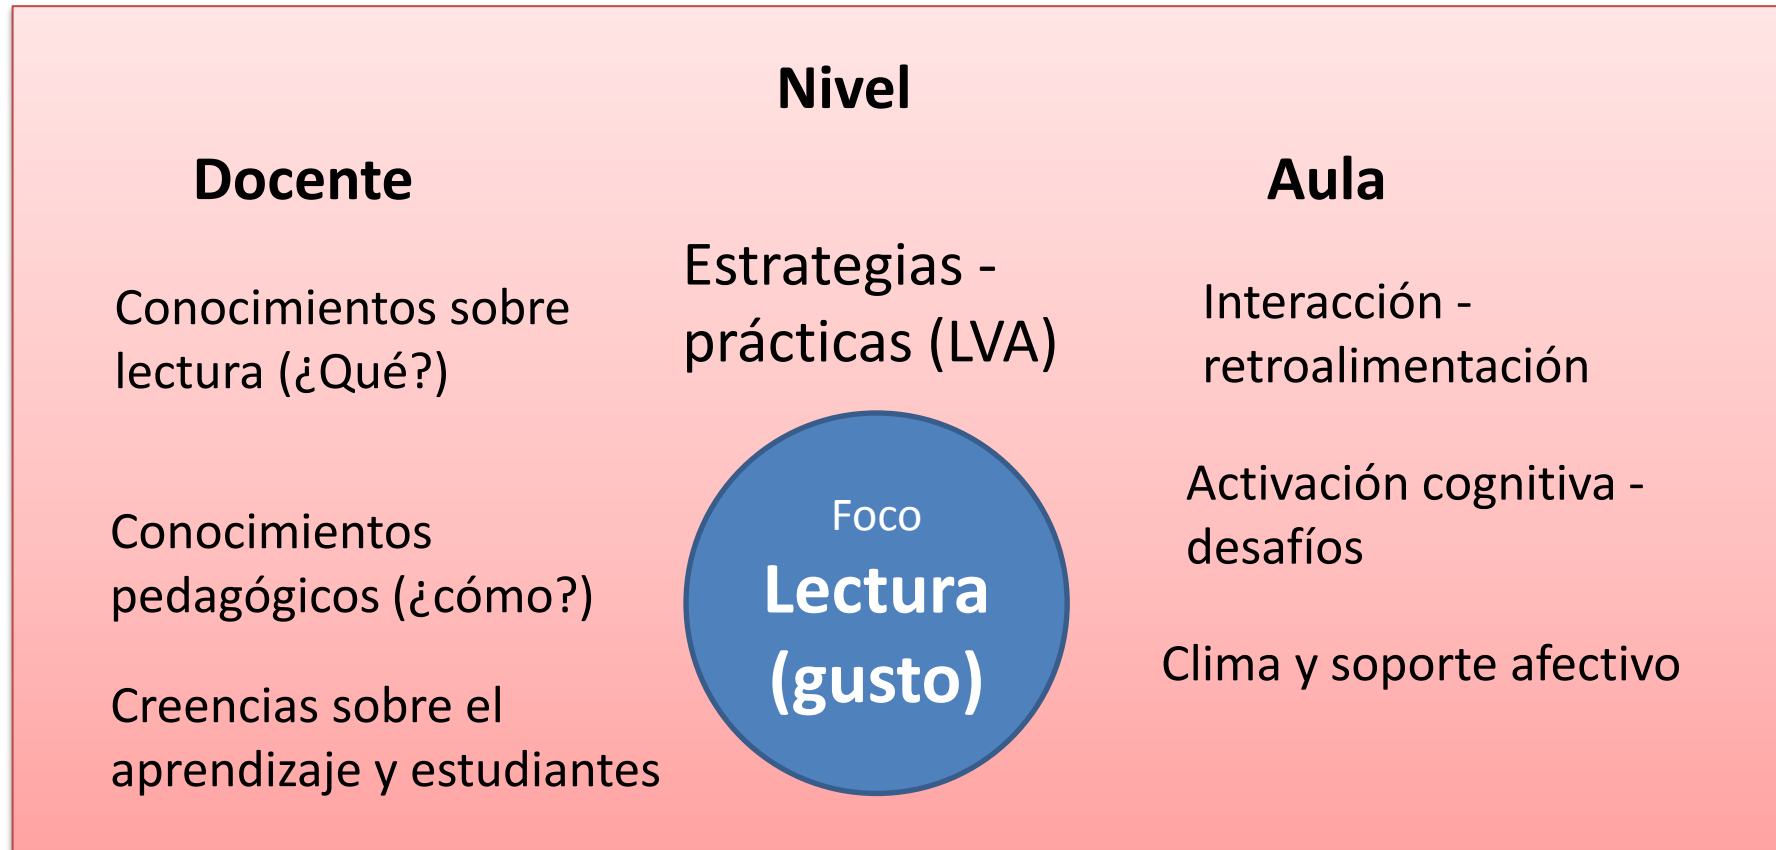 Nivel
Docente
Conocimientos sobre
lectura (¿Qué?)
Conocimientos
pedagógicos (¿cómo?)
Creencias sobre el
aprendizaje y estudiantes
Estrategias -
prácticas (LVA)
Foco
Lectura
(gusto)
Aula
Interacción -
retroalimentación
Activación cognitiva -
desafíos
Clima y soporte afectivo